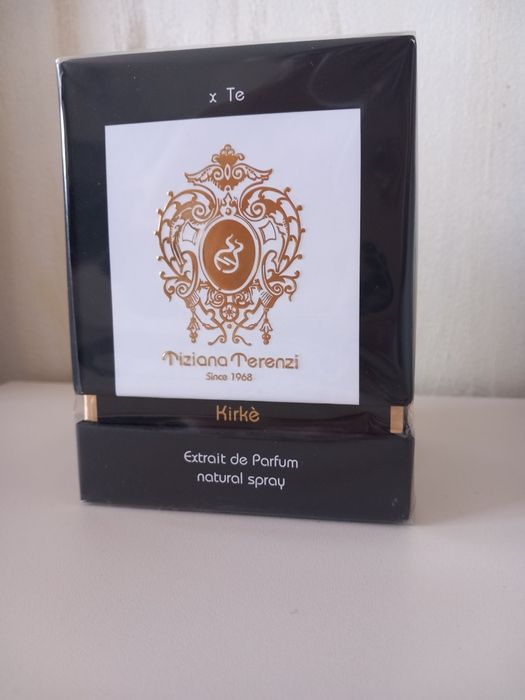 x Te
Tiziana Terenzi
Since 1968
Kirkè
Extrait de Parfum
natural spray